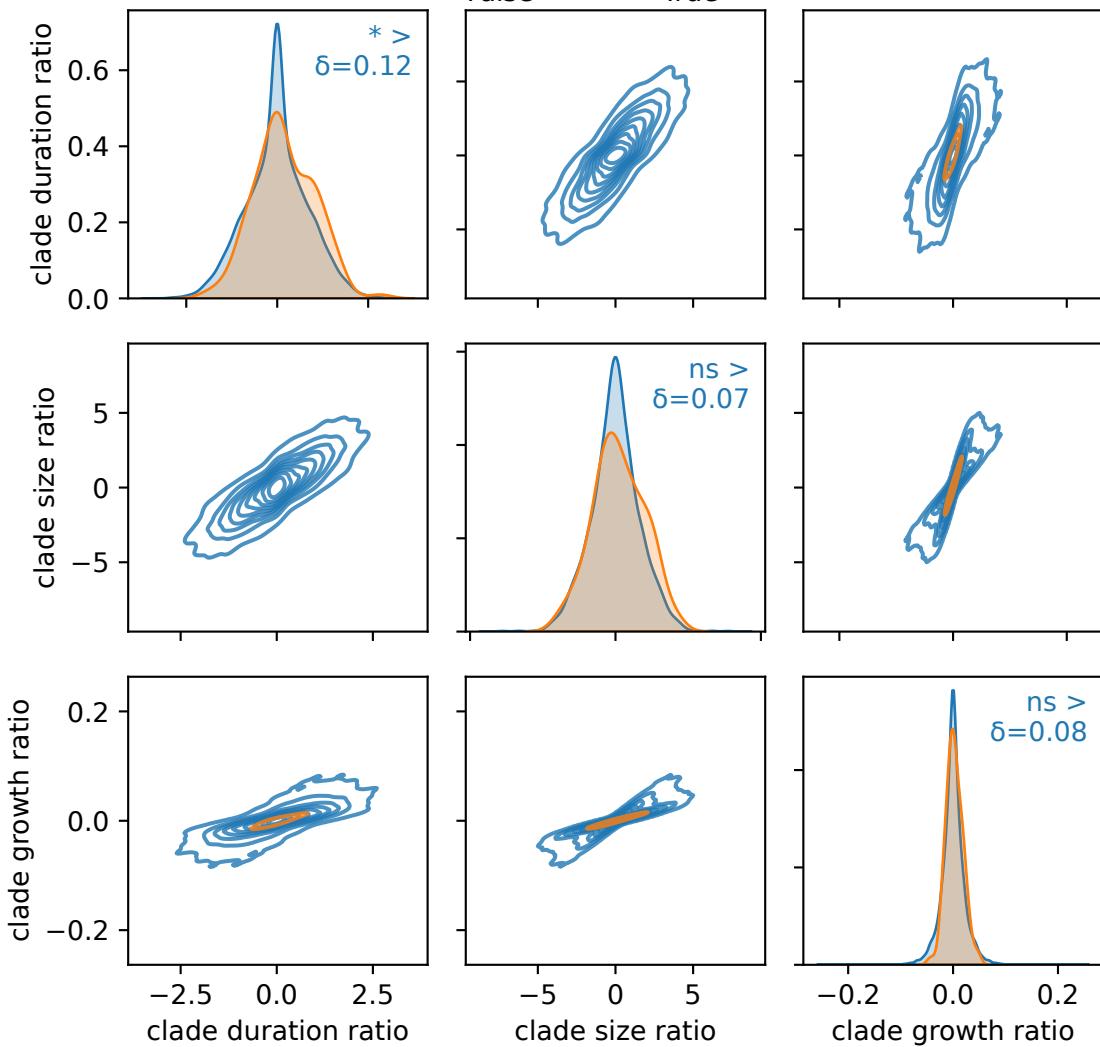 clade duration ratio
0.6
0.4
0.2
0.0
* >
δ=0.12
clade size ratio
5
0
−5
ns >
δ=0.07
clade growth ratio
0.2
0.0
−0.2
ns >
δ=0.08
−2.5 0.0 2.5
−5 0 5
−0.2 0.0 0.2
clade duration ratio
clade size ratio
clade growth ratio